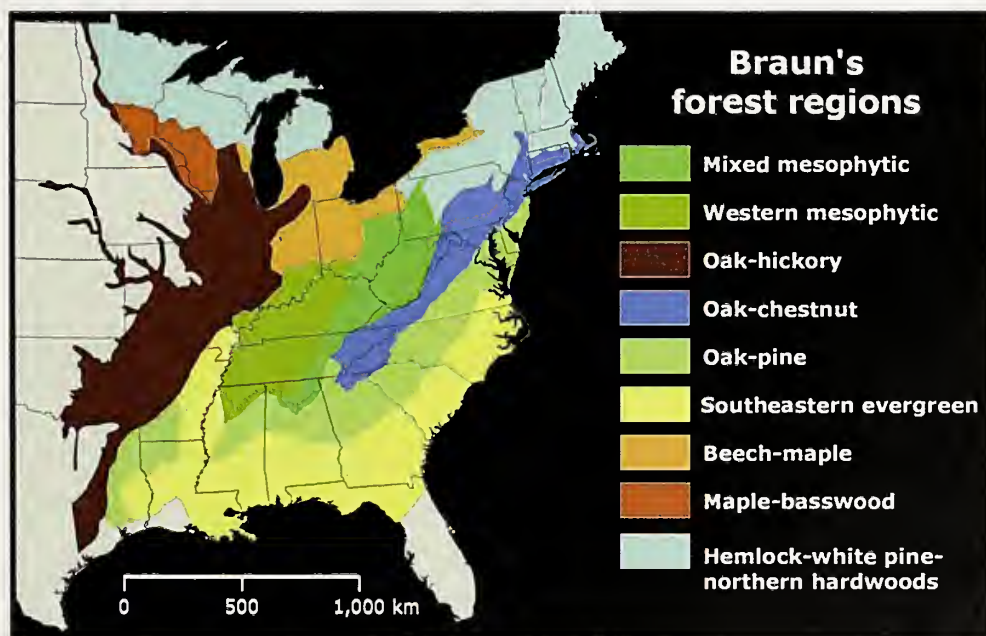 Braun's
forest regions
Mixed mesophytic
Western mesophytic
Oak-hickory
Oak-chestnut
Oak-pine
Southeastern evergreen
Beech-maple
Maple-basswood
Hemlock-white pine-
northern hardwoods
0 500 1,000 km